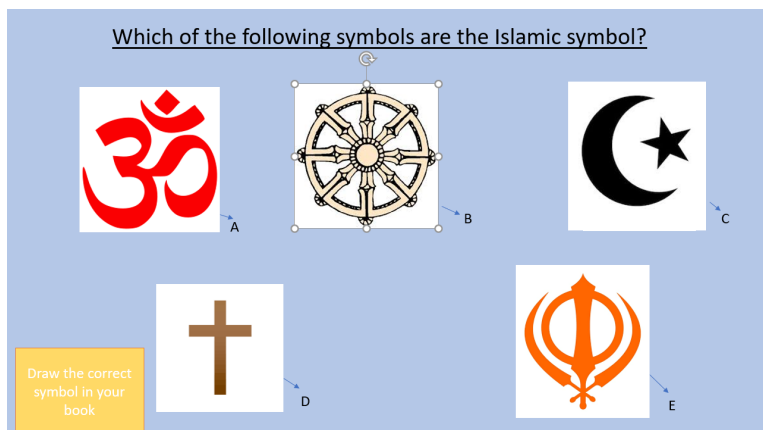 Which of the following symbols are the Islamic symbol?
A
B
C
D
E
Draw the correct
symbol in your
book